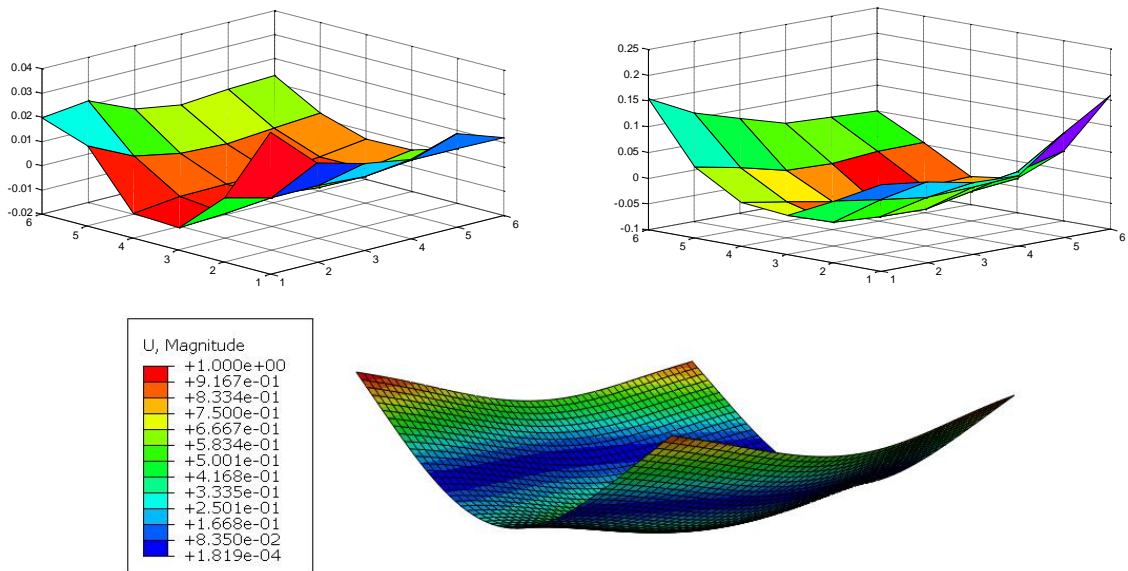 0.04
0.03
0.02
0.01
0
-0.01
-0.02
6
5
4
3
2
1
1
2
3
4
5
6
0.25
0.2
0.15
0.1
0.05
0
-0.05
-0.1
6
5
4
3
2
1
1
2
3
4
5
6
U, Magnitude
+1.000e+00
+9.167e-01
+8.334e-01
+7.500e-01
+6.667e-01
+5.834e-01
+5.001e-01
+4.168e-01
+3.335e-01
+2.501e-01
+1.668e-01
+8.350e-02
+1.819e-04